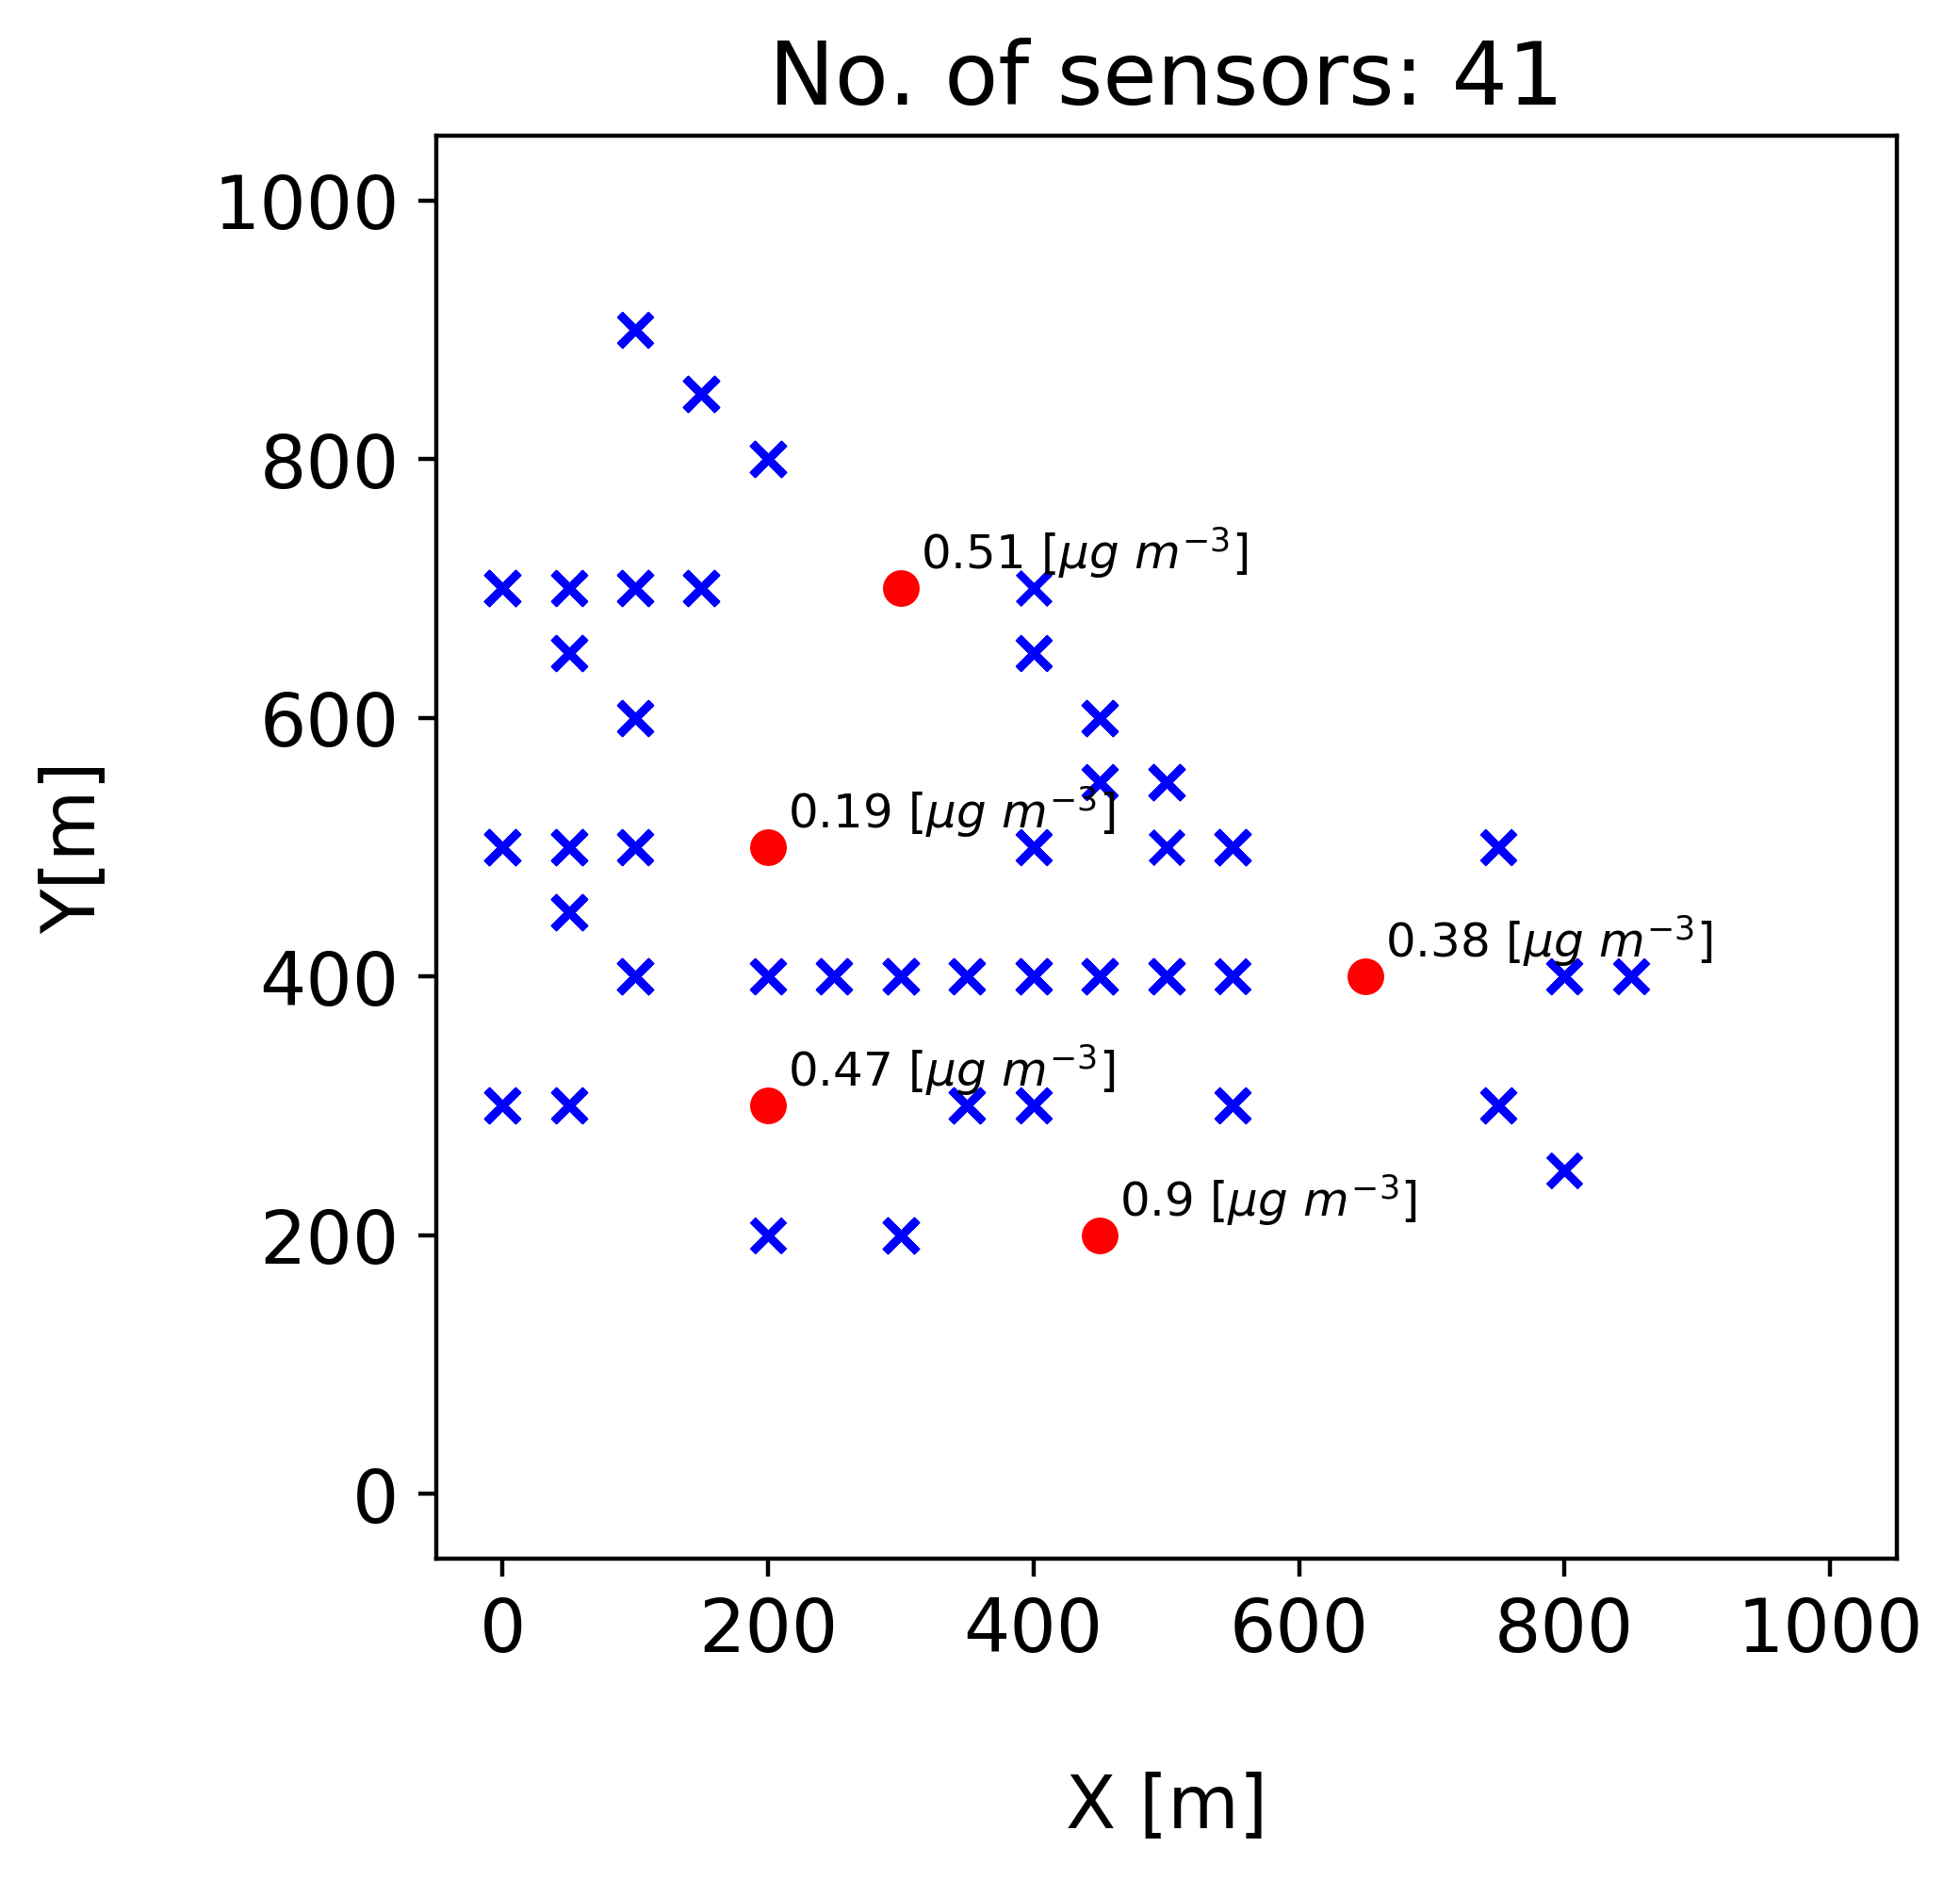 No. of sensors: 41
1000
800
600
400
200
0
Y[m]
0.51 [μg m⁻³]
0.19 [μg m⁻³]
0.38 [μg m⁻³]
0.47 [μg m⁻³]
0.9 [μg m⁻³]
0 200 400 600 800 1000
X [m]